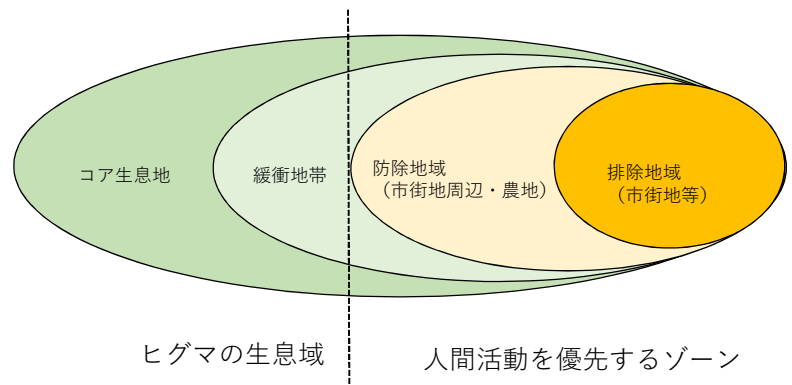 コア生息地
緩衝地帯
防除地域
（市街地周辺・農地）
排除地域
（市街地等）
ヒグマの生息域
人間活動を優先するゾーン